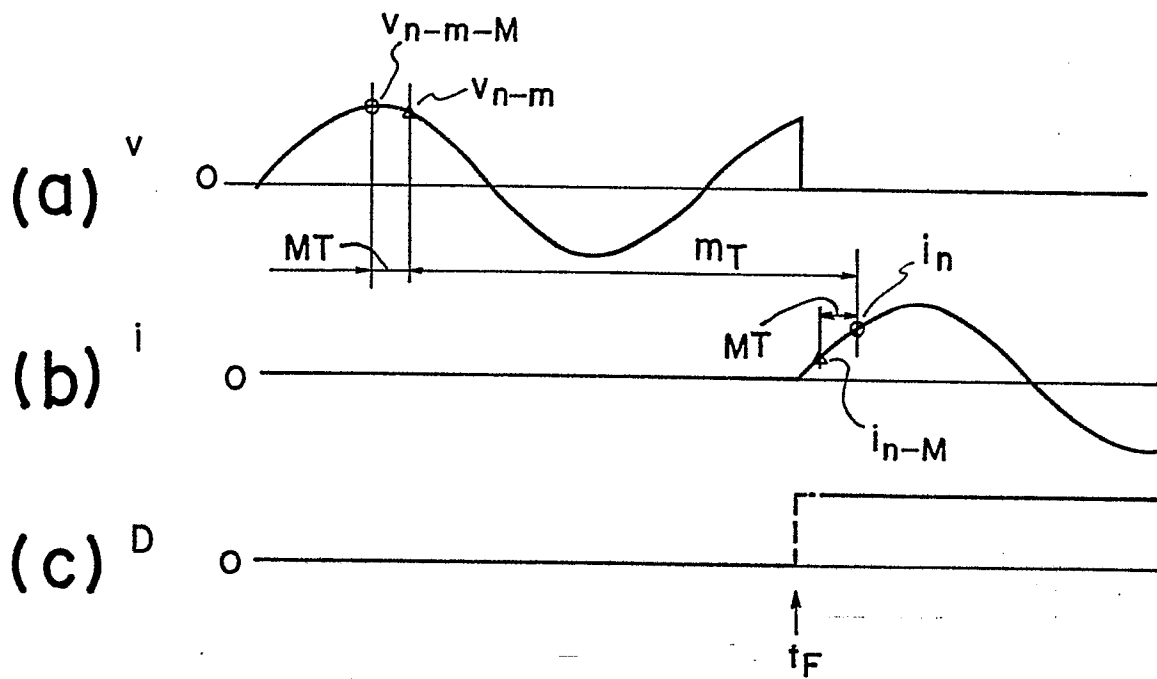 v_{n-m-M}
v_{n-m}
(a) v
O
MT
m_T
i_n
MT
(b) i
O
i_{n-M}
(c) D
O
t_F